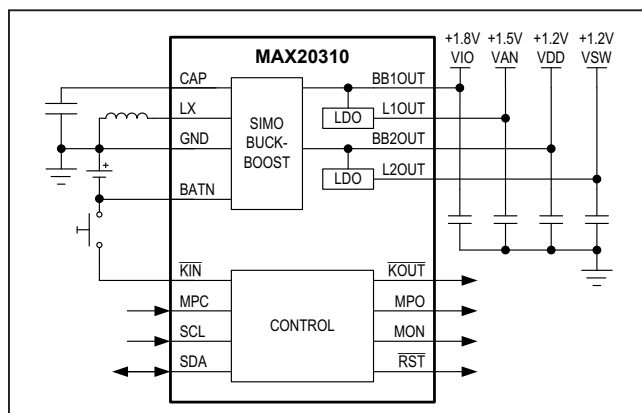 +1.8V +1.5V +1.2V +1.2V
VIO VAN VDD VSW
MAX20310
CAP
LX
GND
BATN
SIMO
BUCK-
BOOST
LDO
LDO
BB1OUT
L1OUT
BB2OUT
L2OUT
+
KIN
MPC
SCL
SDA
CONTROL
KOUT
MPO
MON
RST